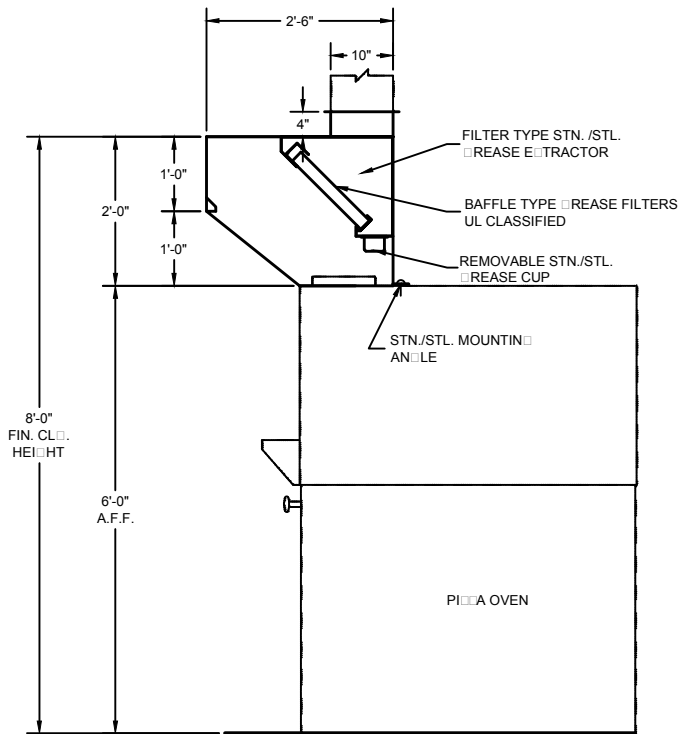 2'-6"
10"
4"
FILTER TYPE STN. /STL.
□REASE E□TRACTOR
1'-0"
2'-0"
BAFFLE TYPE □REASE FILTERS
UL CLASSIFIED
1'-0"
REMOVABLE STN./STL.
□REASE CUP
STN./STL. MOUNTIN□
AN□LE
8'-0"
FIN. CL□.
HEI□HT
6'-0"
A.F.F.
PI□□A OVEN